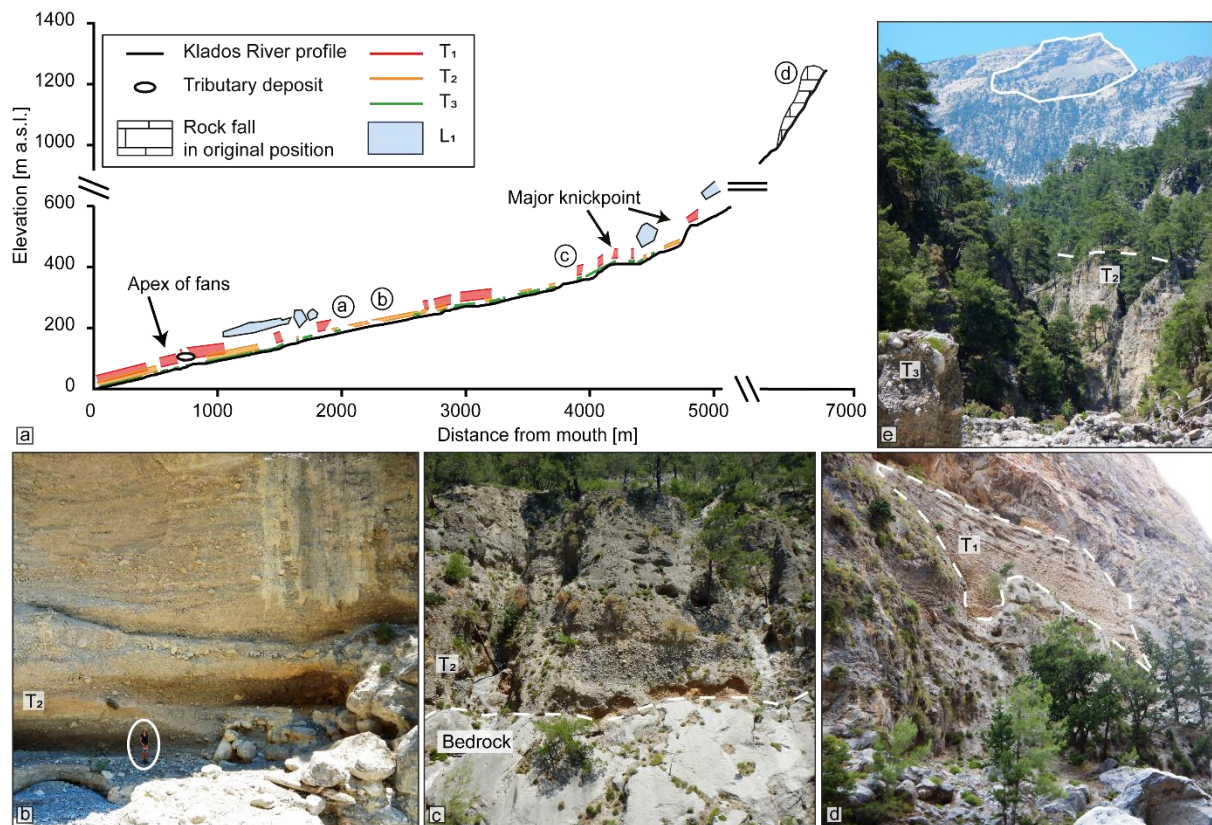 1400
1200
1000
600
400
200
0
Elevation [m a.s.l.]
Klados River profile
Tributary deposit
Rock fall
in original position
T₁
T₂
T₃
L₁
Apex of fans
Major knickpoint
a
b
c
d
0
1000
2000
3000
4000
5000
7000
Distance from mouth [m]
a
T₂
T₃
e
T₂
b
T₂
Bedrock
c
T₁
d